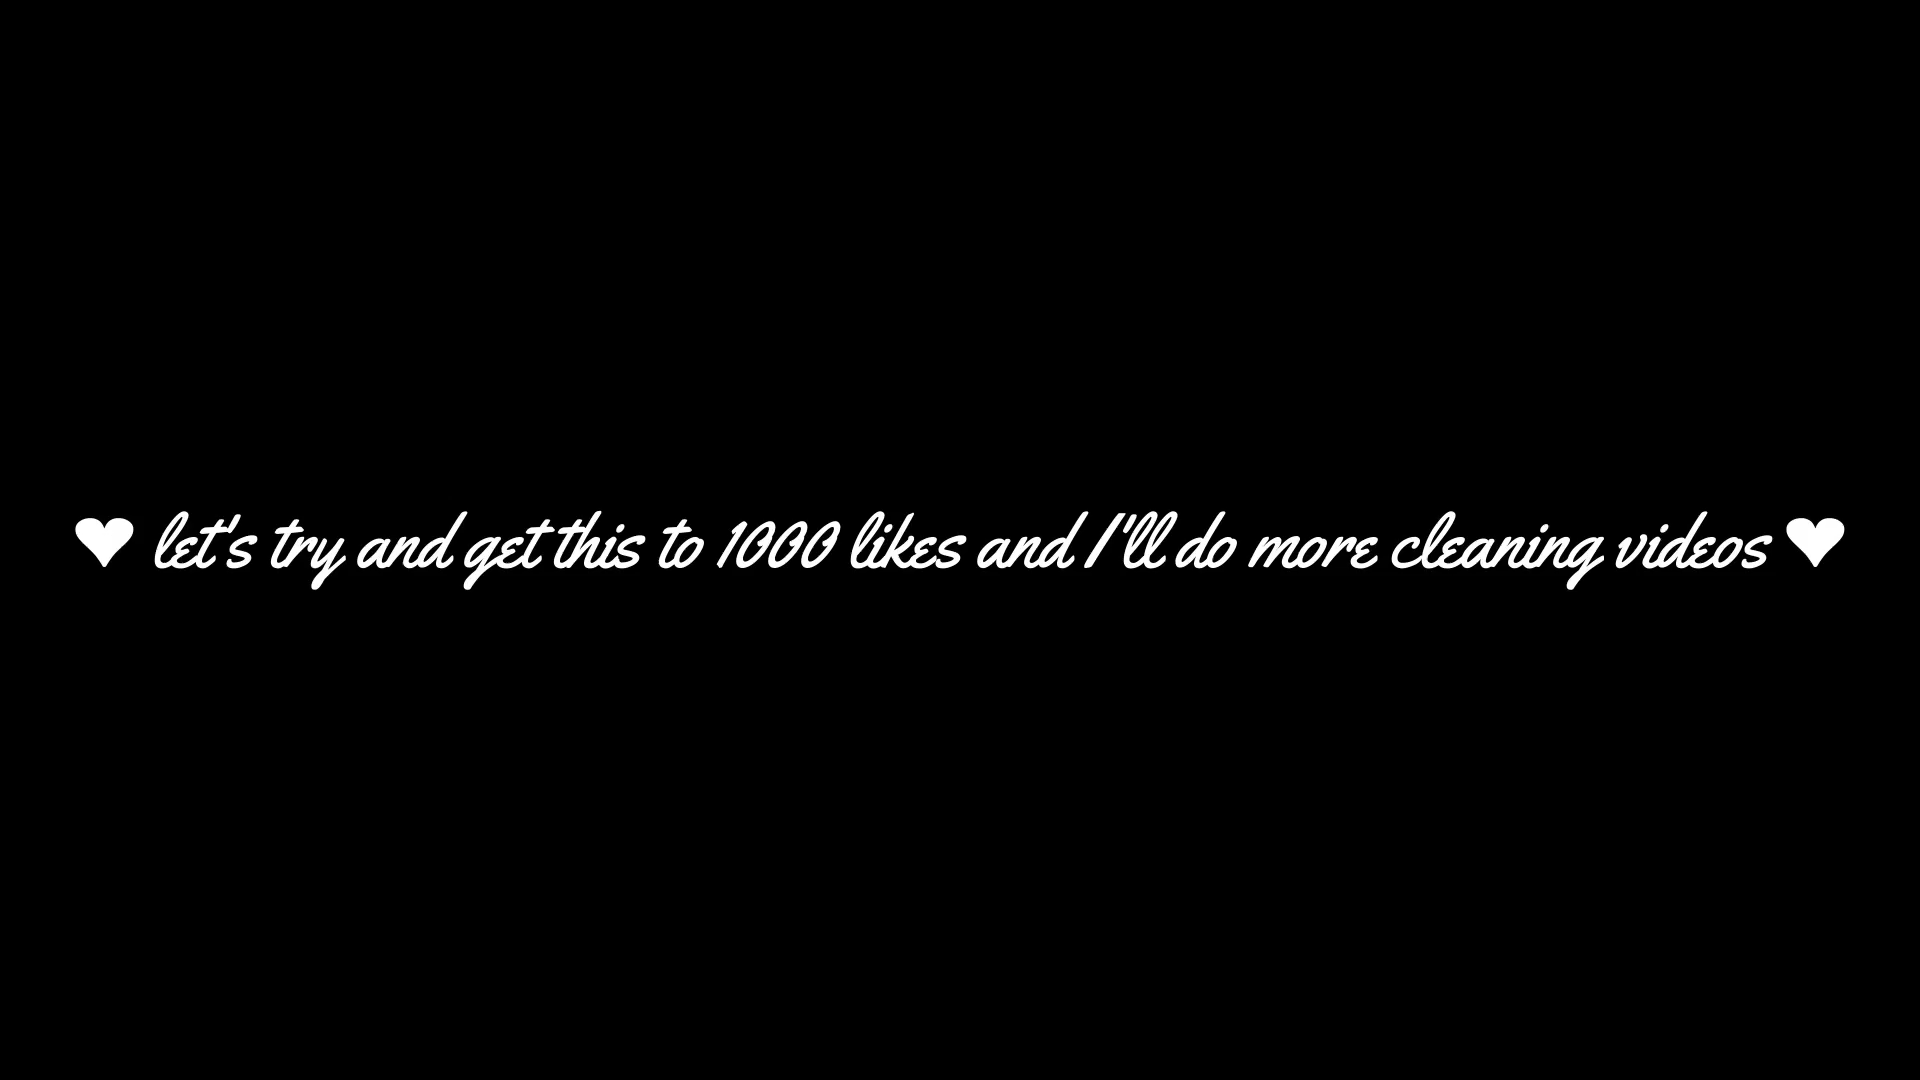 ♥ let's try and get this to 1000 likes and I'll do more cleaning videos ♥